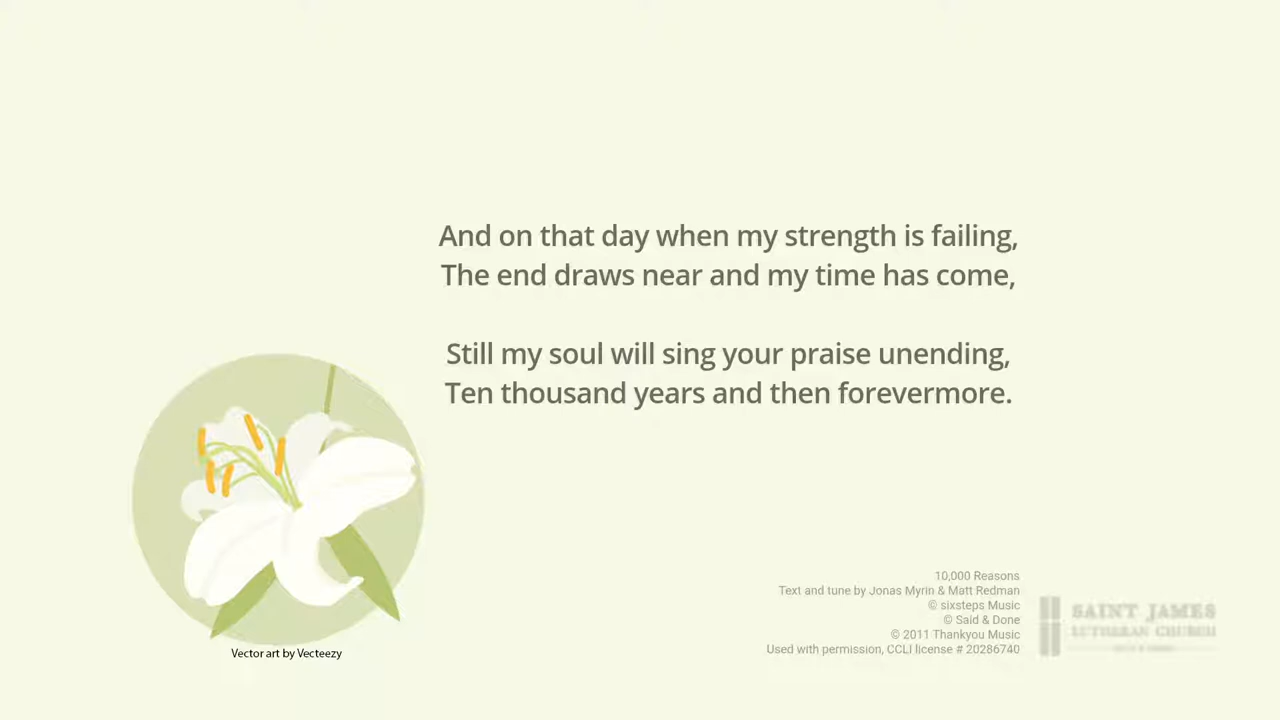 And on that day when my strength is failing,
The end draws near and my time has come,
Still my soul will sing your praise unending,
Ten thousand years and then forevermore.
Vector art by Vecteezy
10,000 Reasons
Text and tune by Jonas Myrin & Matt Redman
© sixsteps Music
© Said & Done
© 2011 Thankyou Music
Used with permission, CCLI license # 20286740
SAINT JAMES
LUTHERAN CHURCH